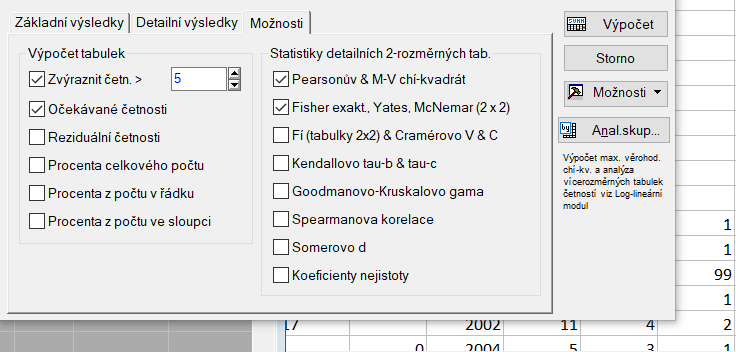 Základní výsledky Detailní výsledky Možnosti
Výpočet tabulek
Zvýraznit četn. > 5
Očekávané četnosti
Reziduální četnosti
Procenta celkového počtu
Procenta z počtu v řádku
Procenta z počtu ve sloupci
Statistiky detailních 2-rozměrných tab.
Pearsonův & M-V chí-kvadrát
Fisher exakt., Yates, McNemar (2 x 2)
Fí (tabulky 2x2) & Cramérovo V & C
Kendallovo tau-b & tau-c
Goodmanovo-Kruskalovo gama
Spearmanova korelace
Somerovo d
Koeficienty nejistoty
Výpočet
Storno
Možnosti
Anal.skup...
Výpočet max. věrohod.
chí-kv. a analýza
vícerozměrných tabulek
četností viz Log-lineární
modul
1
1
99
1
17 2002 11 4 2
0 2004 5 3 1